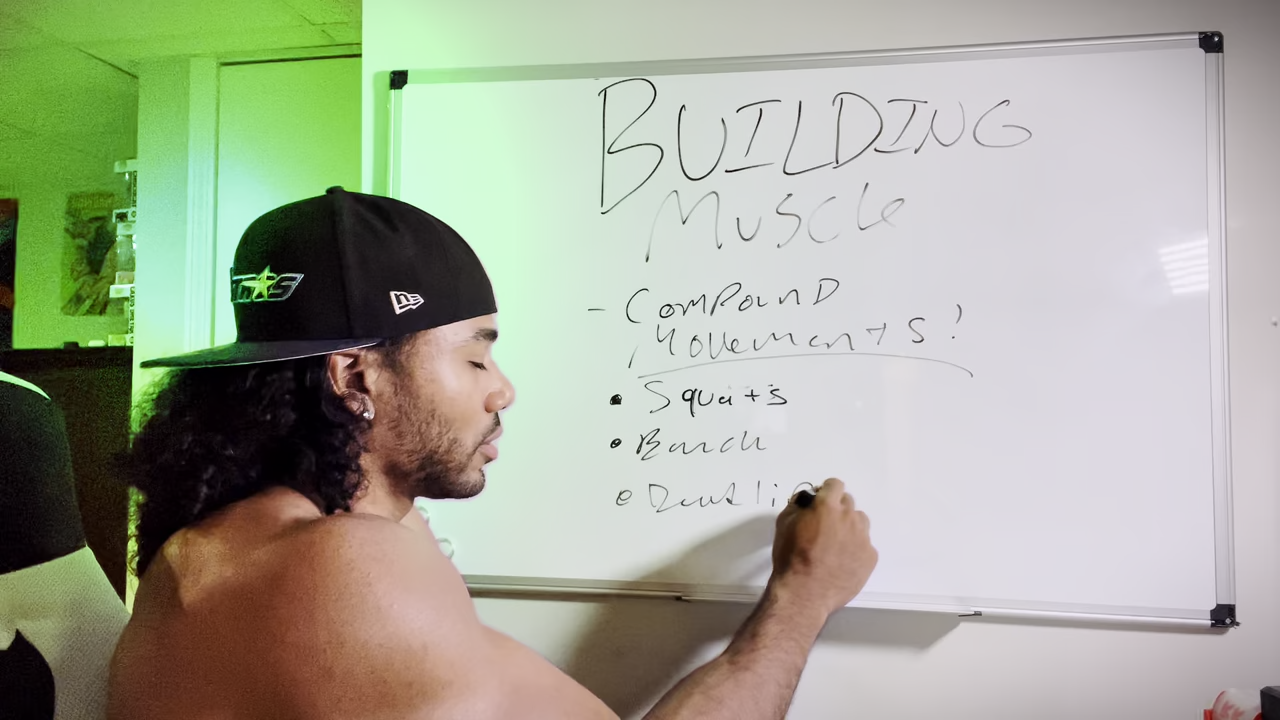 BUILDING
MUSCLE
- COMPOUND
MOVEMENTS!
• Squats
• Bench
• Deadli